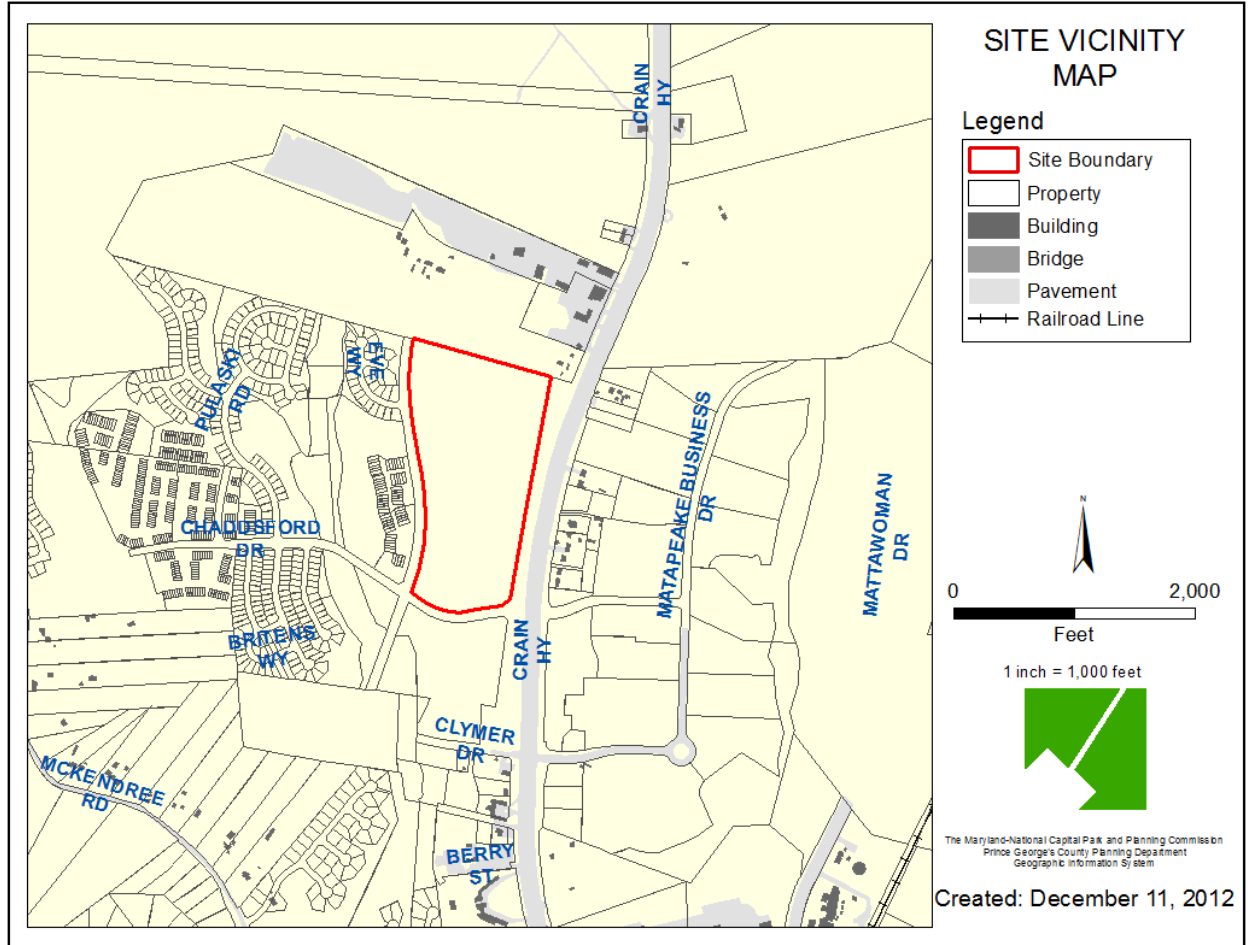 SITE VICINITY
MAP
Legend
Site Boundary
Property
Building
Bridge
Pavement
Railroad Line
CRAIN
HY
EVE
WY
PULASKI
RD
MATAPEAKE BUSINESS
DR
MATTAWOMAN
DR
CHADDSFORD
DR
BRITENS
WY
CRAIN
HY
CLYMER
DR
MCKENDREE
RD
BERRY
ST
N
0 2,000
Feet
1 inch = 1,000 feet
The Maryland-National Capital Park and Planning Commission
Prince George's County Planning Department
Geographic Information System
Created: December 11, 2012